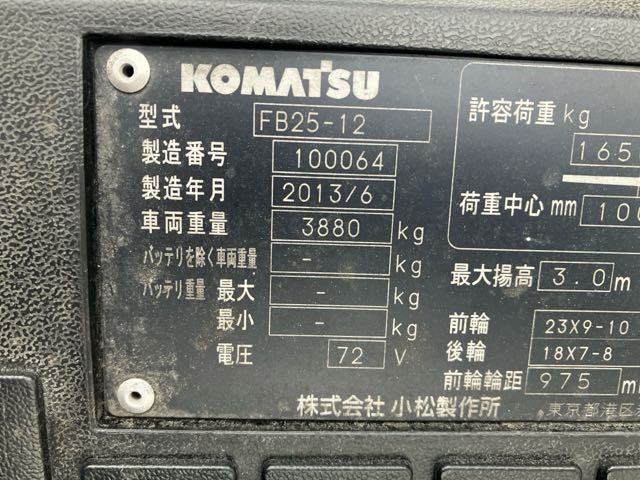 KOMATSU
型式 FB25-12
製造番号 100064
製造年月 2013/6
車両重量 3880 kg
バッテリを除く車両重量 - kg
バッテリ重量 最大 - kg
最小 - kg
電圧 72 V
許容荷重 kg
165
荷重中心 mm 10
最大揚高 3.0 m
前輪 23X9-10
後輪 18X7-8
前輪輪距 975 m
株式会社 小松製作所
東京都港区